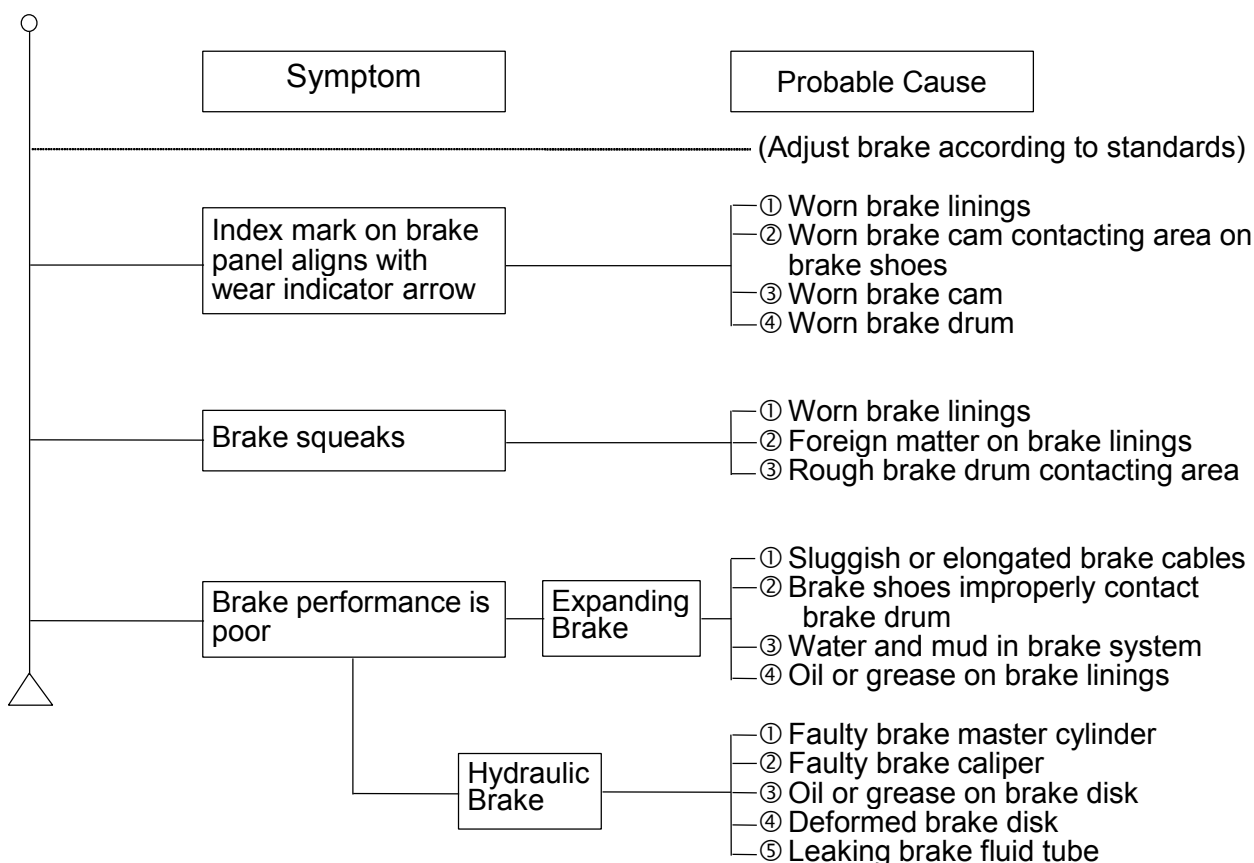 Symptom
Probable Cause
(Adjust brake according to standards)
Index mark on brake
panel aligns with
wear indicator arrow
① Worn brake linings
② Worn brake cam contacting area on
brake shoes
③ Worn brake cam
④ Worn brake drum
Brake squeaks
① Worn brake linings
② Foreign matter on brake linings
③ Rough brake drum contacting area
Brake performance is
poor
Expanding
Brake
① Sluggish or elongated brake cables
② Brake shoes improperly contact
brake drum
③ Water and mud in brake system
④ Oil or grease on brake linings
Hydraulic
Brake
① Faulty brake master cylinder
② Faulty brake caliper
③ Oil or grease on brake disk
④ Deformed brake disk
⑤ Leaking brake fluid tube